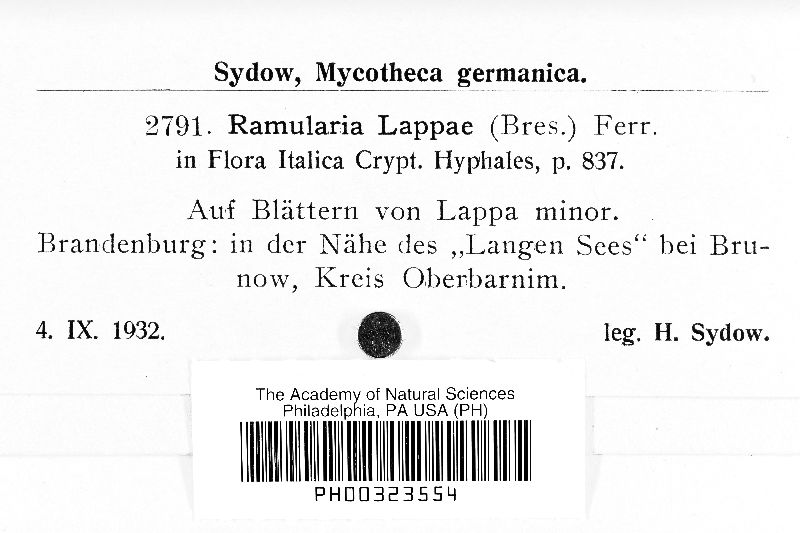 Sydow, Mycotheca germanica.
2791. Ramularia Lappae (Bres.) Ferr.
in Flora Italica Crypt. Hyphales, p. 837.
Auf Blättern von Lappa minor.
Brandenburg: in der Nähe des „Langen Sees“ bei Bru-
now, Kreis Oberbarnim.
4. IX. 1932. leg. H. Sydow.
The Academy of Natural Sciences
Philadelphia, PA USA (PH)
PH00323554